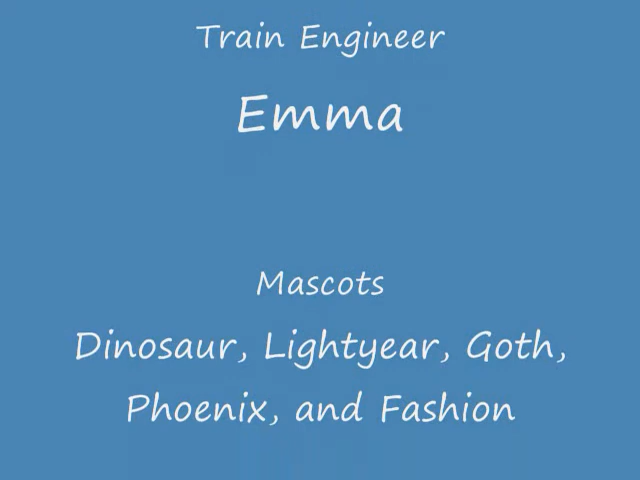 Train Engineer
Emma
Mascots
Dinosaur, Lightyear, Goth,
Phoenix, and Fashion